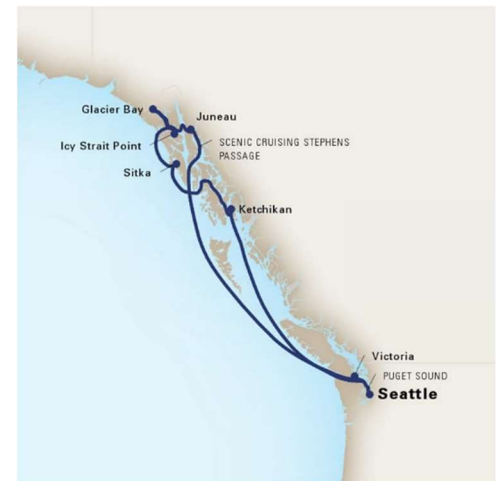 Glacier Bay
Juneau
Icy Strait Point
SCENIC CRUISING STEPHENS
PASSAGE
Sitka
Ketchikan
Victoria
PUGET SOUND
Seattle